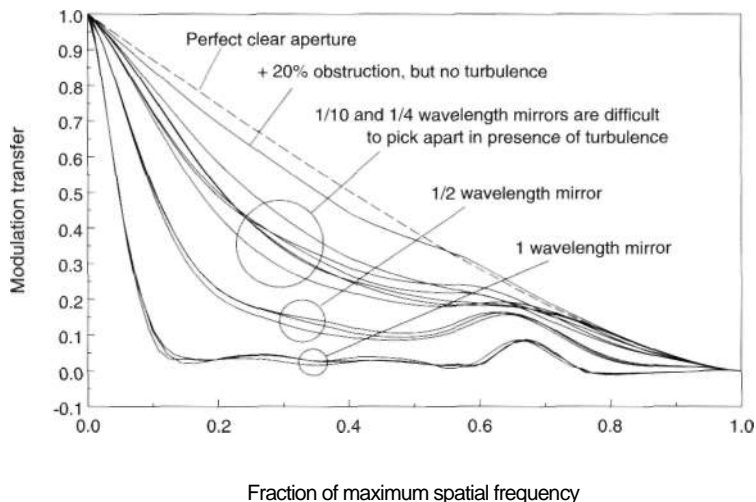 1.0
0.9
0.8
0.7
0.6
0.5
0.4
0.3
0.2
0.1
0.0
-0.1
Modulation transfer
Perfect clear aperture
+ 20% obstruction, but no turbulence
1/10 and 1/4 wavelength mirrors are difficult
to pick apart in presence of turbulence
1/2 wavelength mirror
1 wavelength mirror
0.0 0.2 0.4 0.6 0.8 1.0
Fraction of maximum spatial frequency